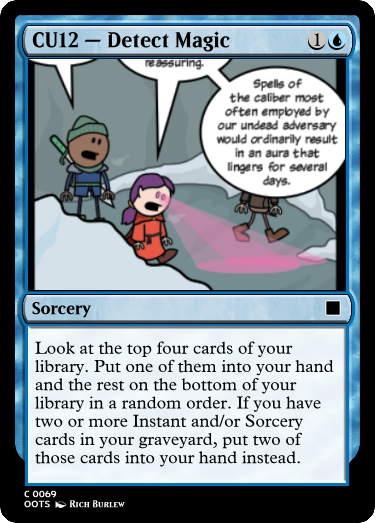 CU12 — Detect Magic
1
reassuring.
Spells of
the caliber most
often employed by
our undead adversary
would ordinarily result
in an aura that
lingers for several
days.
Sorcery
Look at the top four cards of your
library. Put one of them into your hand
and the rest on the bottom of your
library in a random order. If you have
two or more Instant and/or Sorcery
cards in your graveyard, put two of
those cards into your hand instead.
C 0069
OOTS Rich Burlew